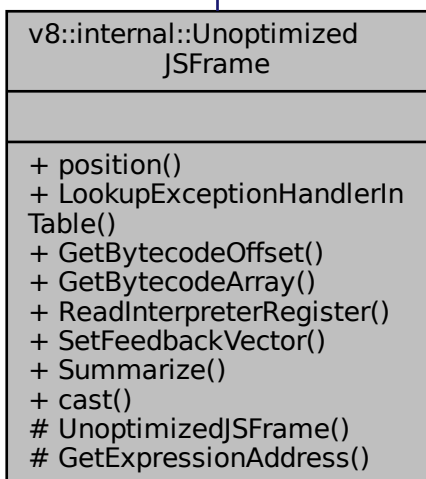 v8::internal::Unoptimized
JSFrame
+ position()
+ LookupExceptionHandlerIn
Table()
+ GetBytecodeOffset()
+ GetBytecodeArray()
+ ReadInterpreterRegister()
+ SetFeedbackVector()
+ Summarize()
+ cast()
# UnoptimizedJSFrame()
# GetExpressionAddress()